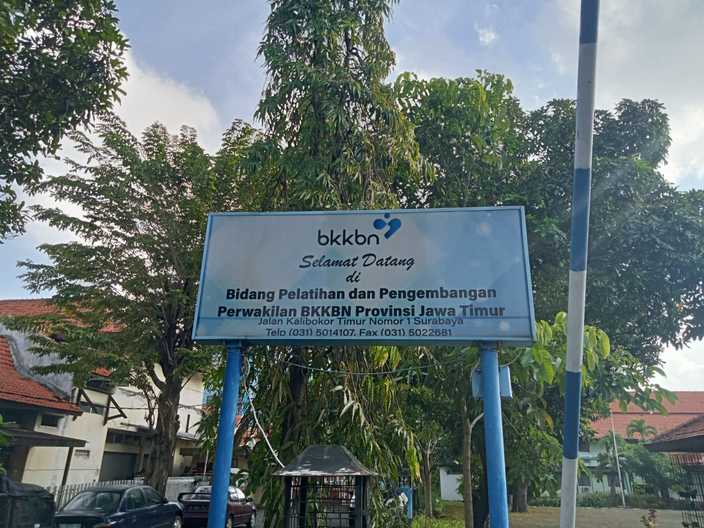 bkkbn
Selamat Datang
di
Bidang Pelatihan dan Pengembangan
Perwakilan BKKBN Provinsi Jawa Timur
Jalan Kalibokor Timur Nomor 1 Surabaya
Telp (031) 5014107, Fax (031) 5022681